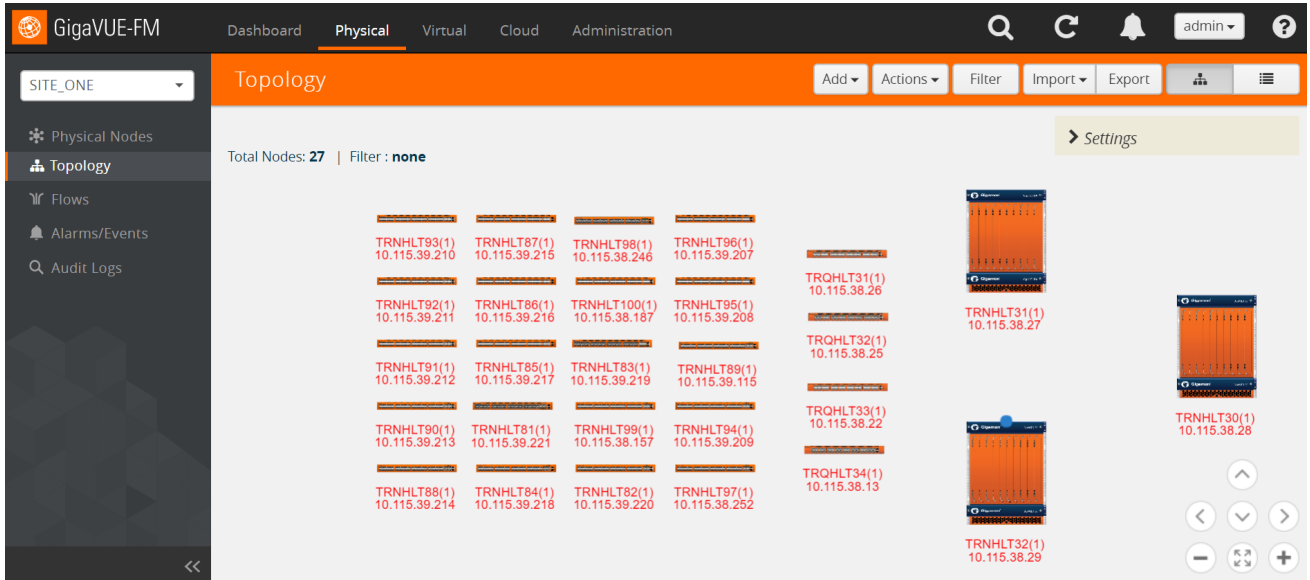 GigaVUE-FM
Dashboard Physical Virtual Cloud Administration
admin
SITE_ONE
Topology
Add Actions Filter Import Export
Physical Nodes
Topology
Flows
Alarms/Events
Audit Logs
Settings
Total Nodes: 27 | Filter : none
TRNHLT93(1)
10.115.39.210
TRNHLT87(1)
10.115.39.215
TRNHLT98(1)
10.115.38.246
TRNHLT96(1)
10.115.39.207
TRNHLT92(1)
10.115.39.211
TRNHLT86(1)
10.115.39.216
TRNHLT100(1)
10.115.38.187
TRNHLT95(1)
10.115.39.208
TRNHLT91(1)
10.115.39.212
TRNHLT85(1)
10.115.39.217
TRNHLT83(1)
10.115.39.219
TRNHLT89(1)
10.115.39.115
TRNHLT90(1)
10.115.39.213
TRNHLT81(1)
10.115.39.221
TRNHLT99(1)
10.115.38.157
TRNHLT94(1)
10.115.39.209
TRNHLT88(1)
10.115.39.214
TRNHLT84(1)
10.115.39.218
TRNHLT82(1)
10.115.39.220
TRNHLT97(1)
10.115.38.252
TRQHLT31(1)
10.115.38.26
TRQHLT32(1)
10.115.38.25
TRQHLT33(1)
10.115.38.22
TRQHLT34(1)
10.115.38.13
Gigamon
Gigamon
TRNHLT31(1)
10.115.38.27
Gigamon
Gigamon
TRNHLT32(1)
10.115.38.29
Gigamon
Gigamon
TRNHLT30(1)
10.115.38.28